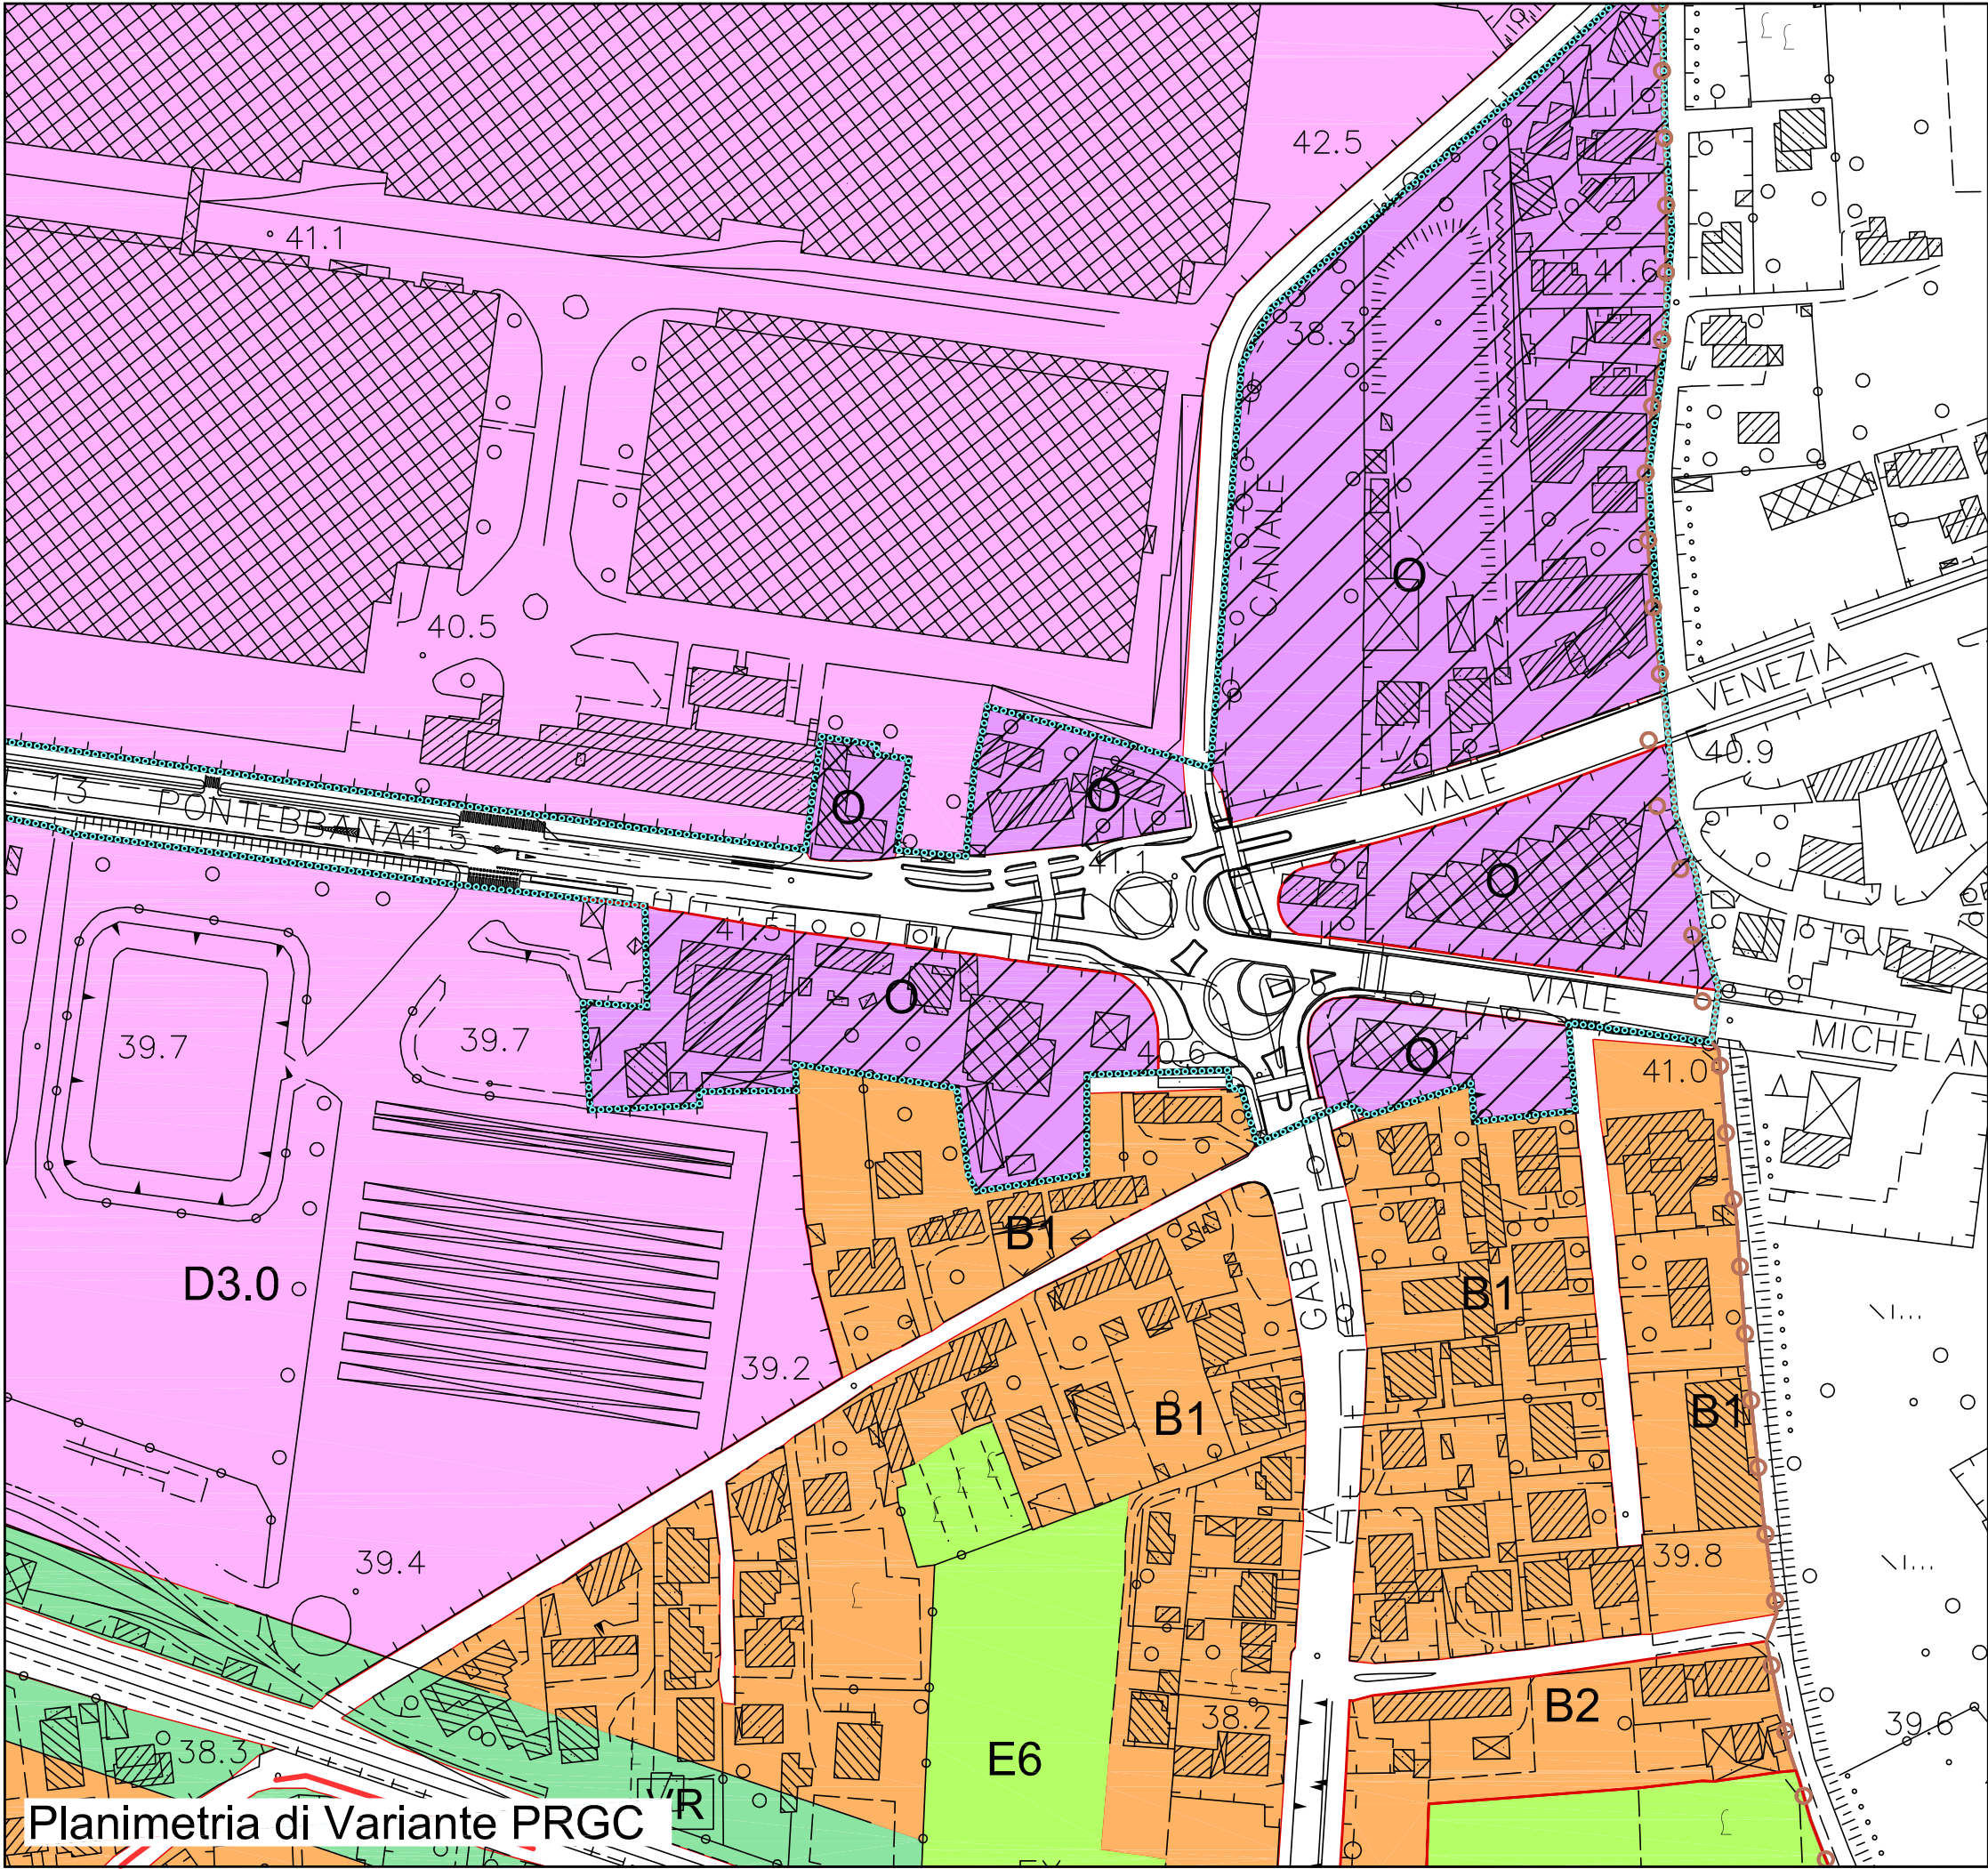 42.5
41.1
41.6
38.3
CANALE
O
40.5
VENEZIA
40.9
VIALE
13
PONTEBBANA
41.5
O
O
41.1
O
41.5
O
VIALE
MICHELAN
39.7
39.7
40.6
O
41.0
B1
D3.0
GABELLI
B1
39.2
B1
B1
VIA
39.8
39.4
38.2
B2
39.6
38.3
E6
VR
Planimetria di Variante PRGC